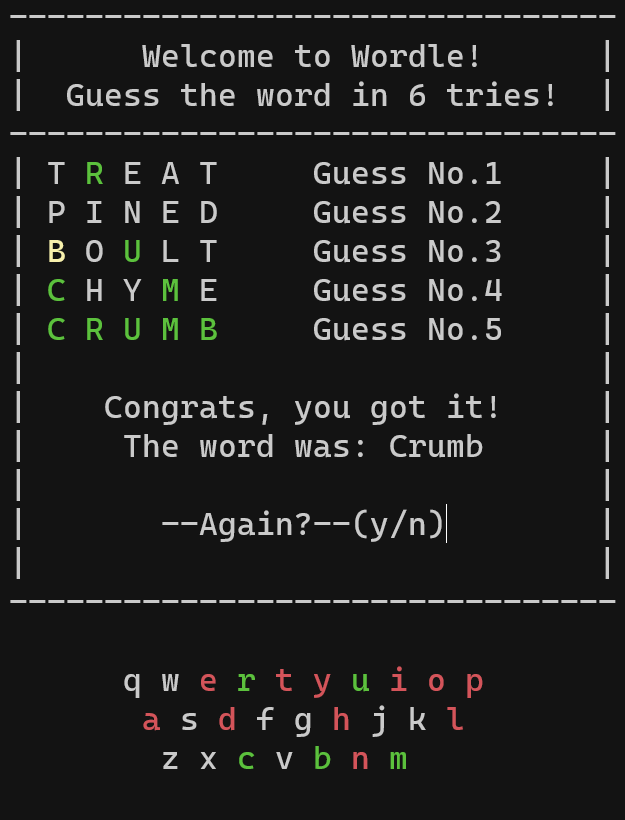 Welcome to Wordle!
Guess the word in 6 tries!
T R E A T Guess No.1
P I N E D Guess No.2
B O U L T Guess No.3
C H Y M E Guess No.4
C R U M B Guess No.5
Congrats, you got it!
The word was: Crumb
--Again?--(y/n)
q w e r t y u i o p
a s d f g h j k l
z x c v b n m